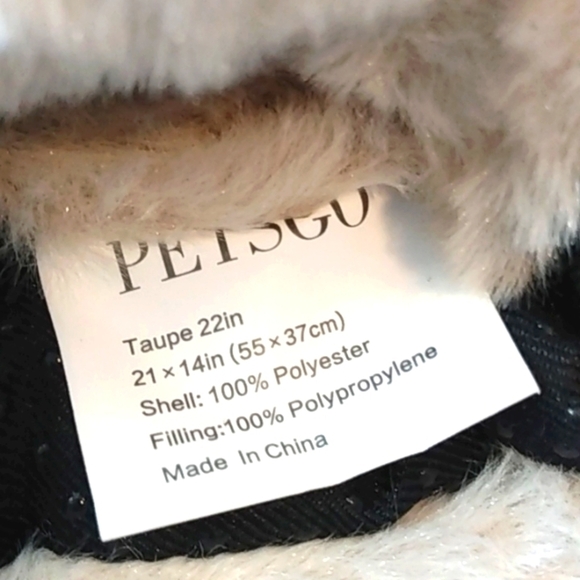 PETSGO
Taupe 22in
21×14in (55×37cm)
Shell: 100% Polyester
Filling:100% Polypropylene
Made In China